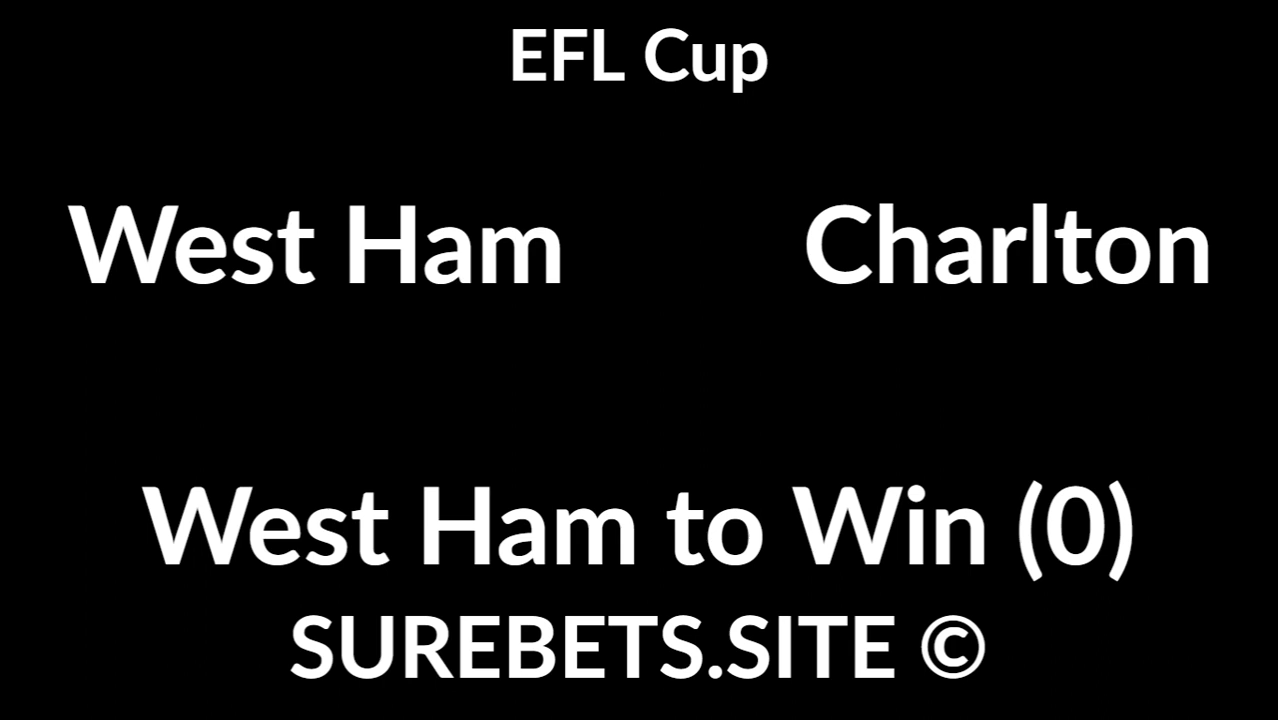 EFL Cup
West Ham Charlton
West Ham to Win (0)
SUREBETS.SITE ©